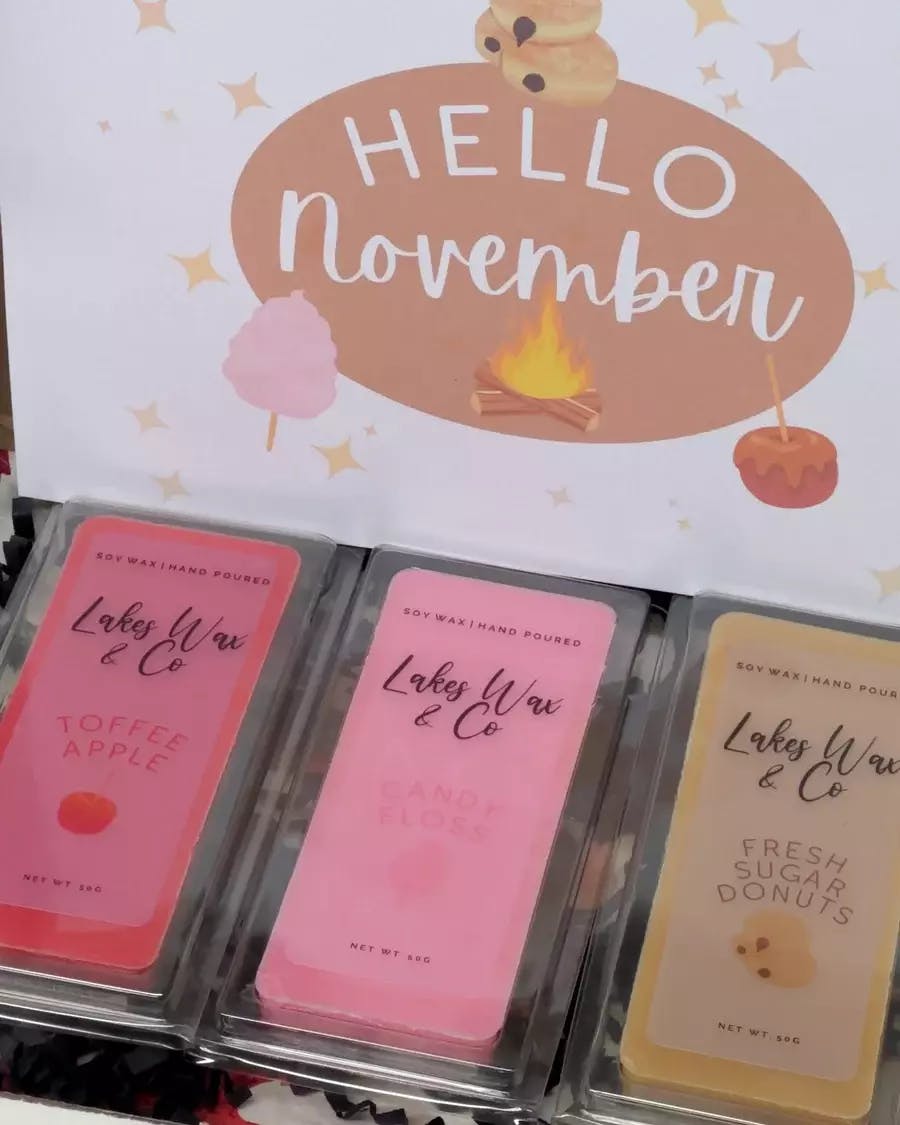 HELLO
November
SOY WAX | HAND POURED
Lakes Wax
& Co
TOFFEE
APPLE
NET WT 50G
SOY WAX | HAND POURED
Lakes Wax
& Co
CANDY
FLOSS
NET WT 50G
SOY WAX | HAND POUR
Lakes Wax
& Co
FRESH
SUGAR
DONUTS
NET WT 50G